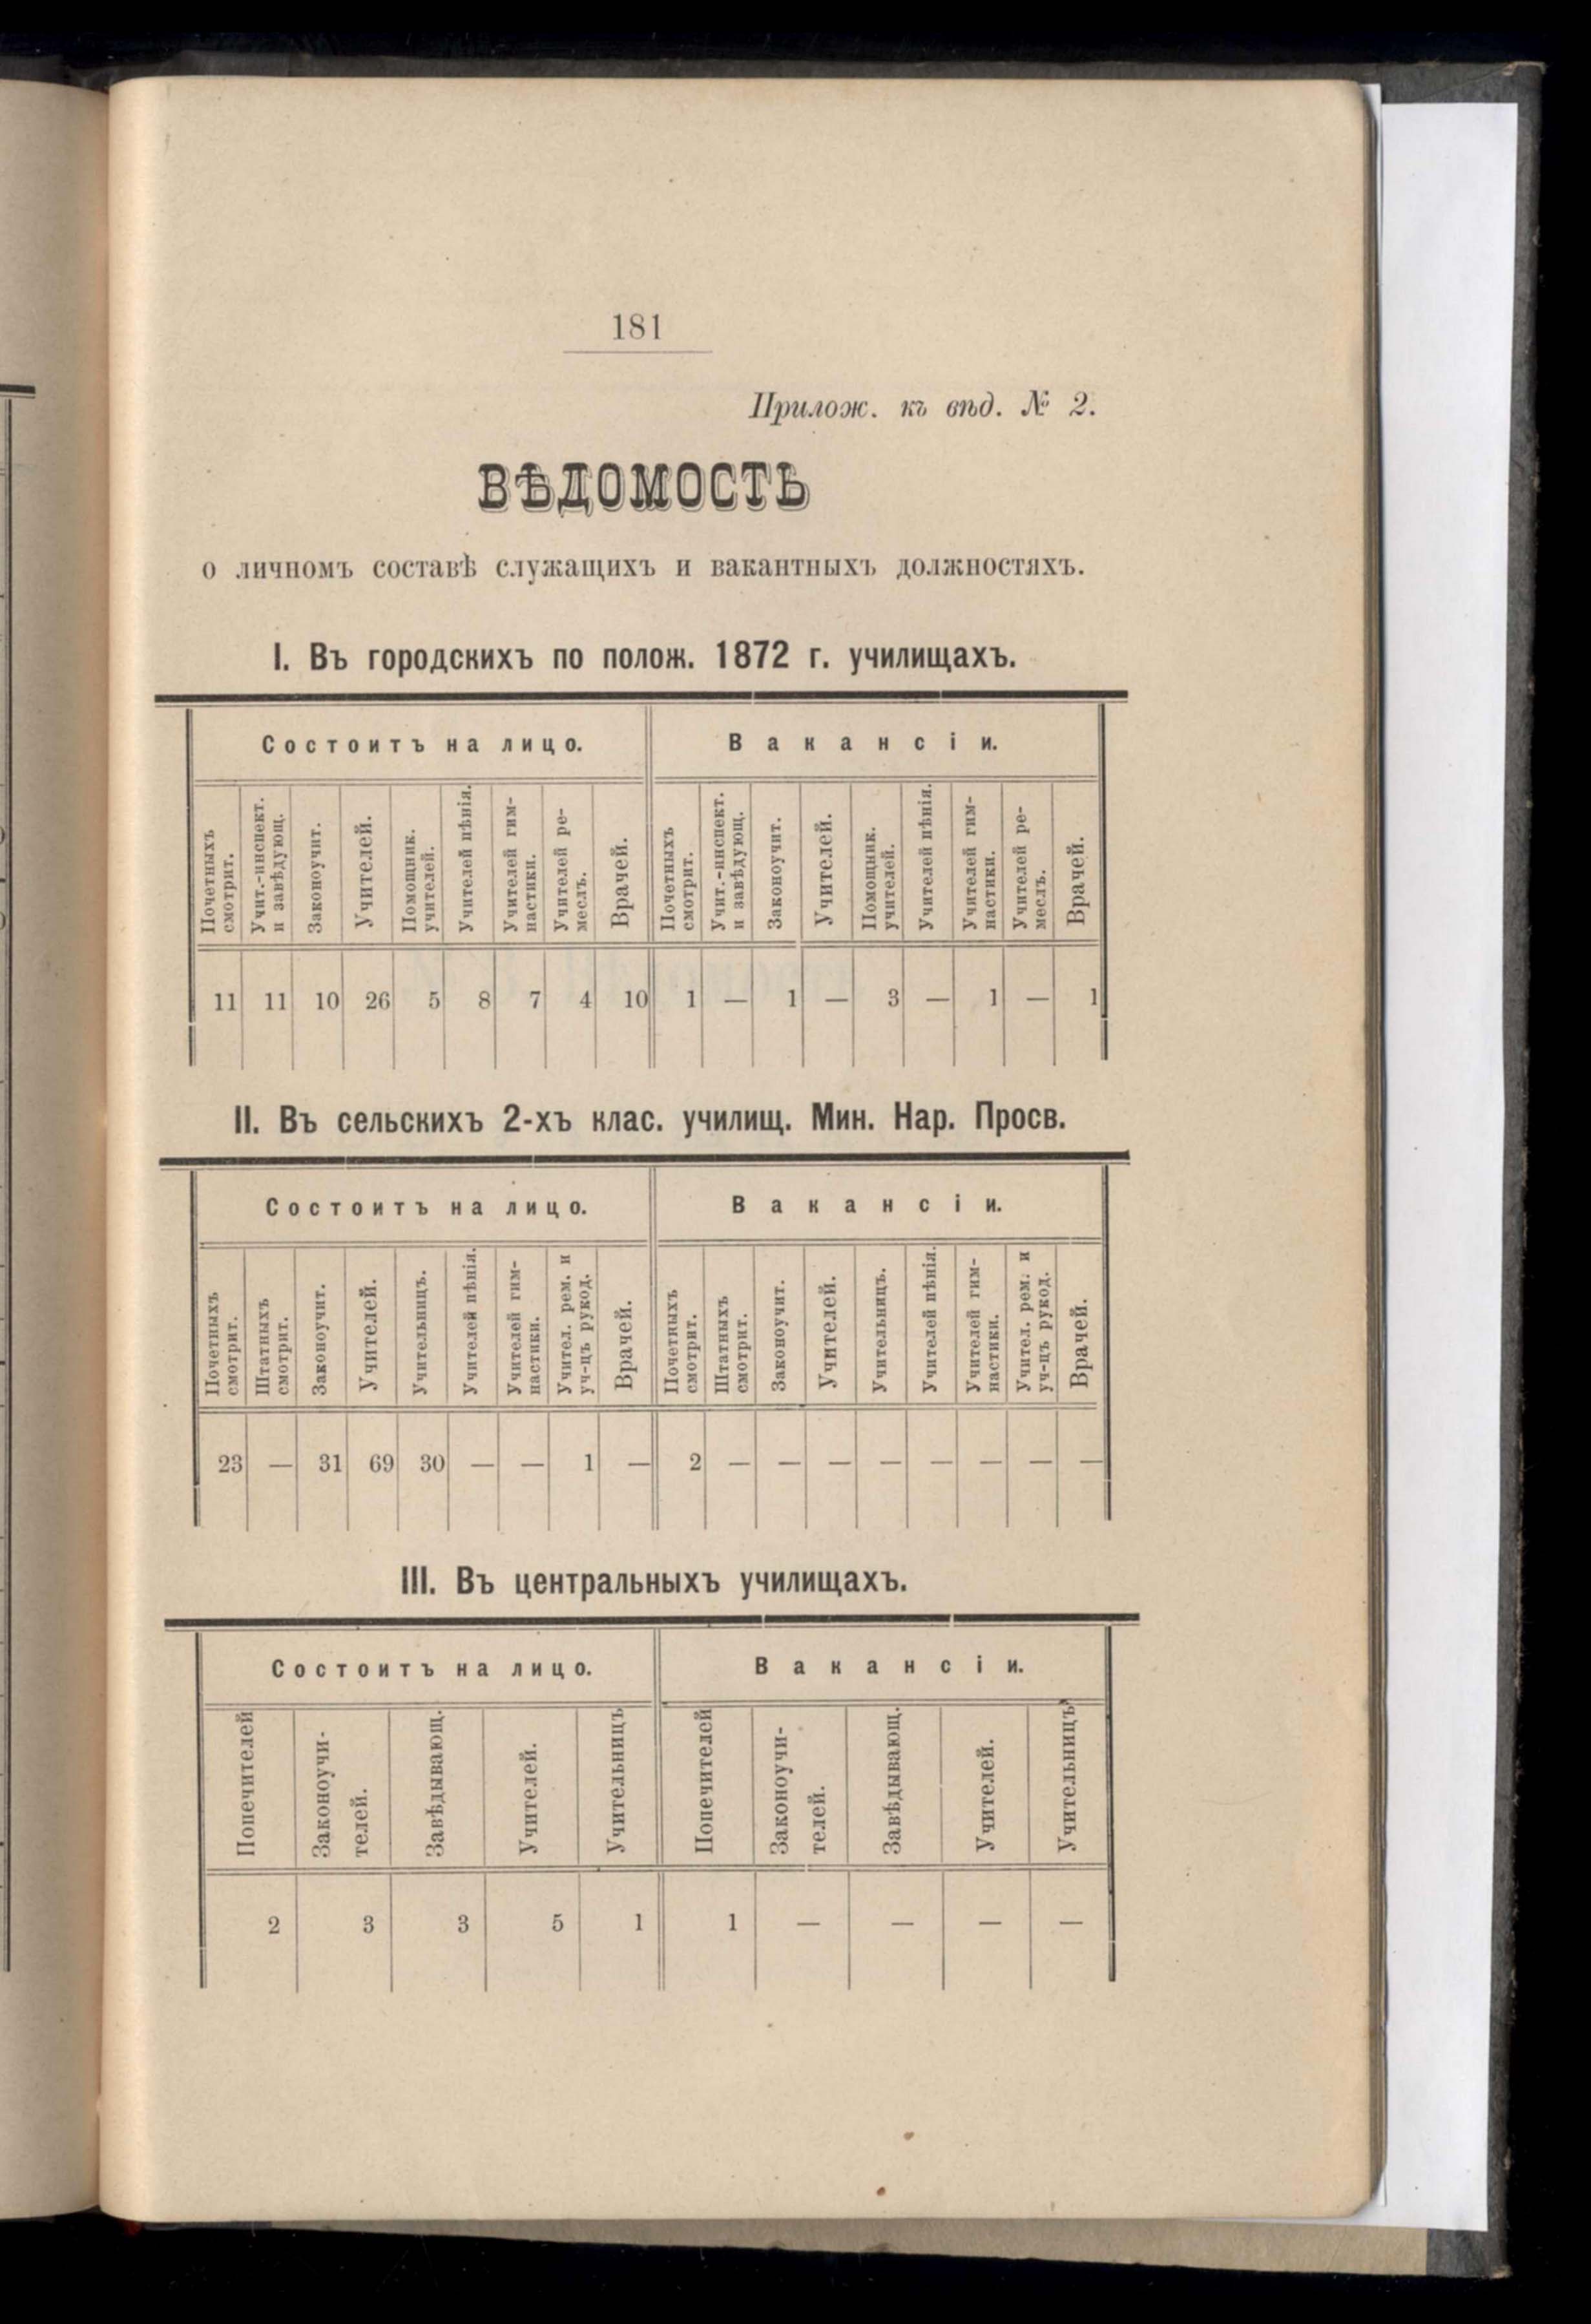 181
Прилож. къ вѣд. № 2.
ВѢДОМОСТЬ
о личномъ составѣ служащихъ и вакантныхъ должностяхъ.
I. Въ городскихъ по полож. 1872 г. училищахъ.
Состоитъ на лицо. Вакансіи.
Почетныхъ смотрит. Учит.-инспект. и завѣдующ. Законоучит. Учителей. Помощник. учителей. Учителей пѣнія. Учителей гимнастики. Учителей ремеслъ. Врачей. Почетныхъ смотрит. Учит.-инспект. и завѣдующ. Законоучит. Учителей. Помощник. учителей. Учителей пѣнія. Учителей гимнастики. Учителей ремеслъ. Врачей.
11 11 10 26 5 8 7 4 10 1 — 1 — 3 — 1 — 1
II. Въ сельскихъ 2-хъ клас. училищ. Мин. Нар. Просв.
Состоитъ на лицо. Вакансіи.
Почетныхъ смотрит. Штатныхъ смотрит. Законоучит. Учителей. Учительницъ. Учителей пѣнія. Учителей гимнастики. Учител. рем. и уч-цъ рукод. Врачей. Почетныхъ смотрит. Штатныхъ смотрит. Законоучит. Учителей. Учительницъ. Учителей пѣнія. Учителей гимнастики. Учител. рем. и уч-цъ рукод. Врачей.
23 — 31 69 30 — — 1 — 2 — — — — — — — —
III. Въ центральныхъ училищахъ.
Состоитъ на лицо. Вакансіи.
Попечителей Законоучителей. Завѣдывающ. Учителей. Учительницъ Попечителей Законоучителей. Завѣдывающ. Учителей. Учительницъ
2 3 3 5 1 1 — — — —